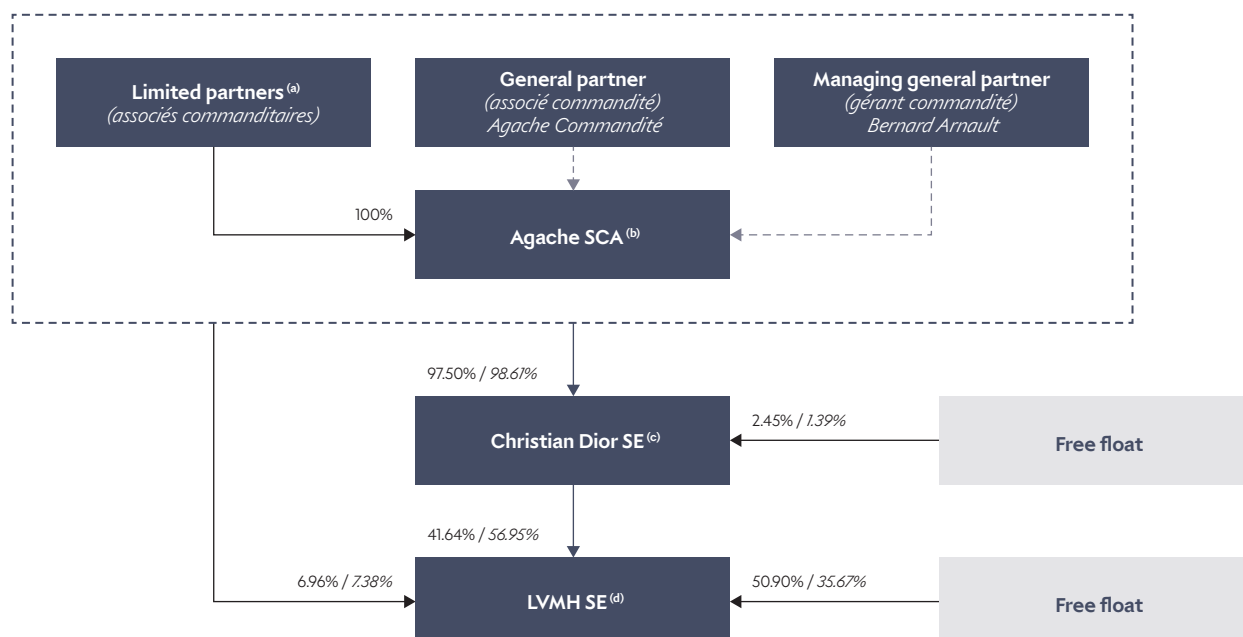 Limited partners (a)
(associés commanditaires)
General partner
(associé commandité)
Agache Commandité
Managing general partner
(gérant commandité)
Bernard Arnault
100%
Agache SCA (b)
97.50% / 98.61%
Christian Dior SE (c)
2.45% / 1.39%
Free float
41.64% / 56.95%
6.96% / 7.38%
LVMH SE (d)
50.90% / 35.67%
Free float